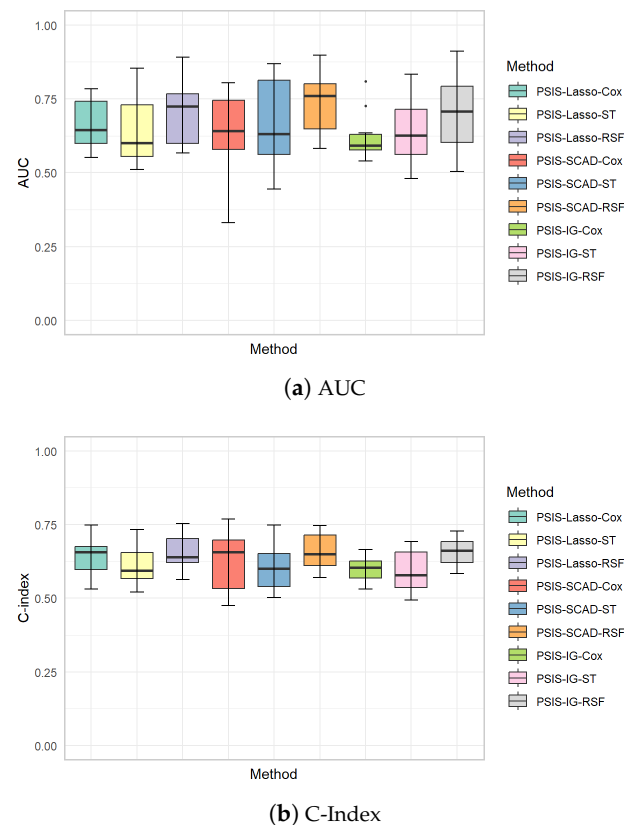 1.00
0.75
0.50
0.25
0.00
AUC
Method
Method
PSIS-Lasso-Cox
PSIS-Lasso-ST
PSIS-Lasso-RSF
PSIS-SCAD-Cox
PSIS-SCAD-ST
PSIS-SCAD-RSF
PSIS-IG-Cox
PSIS-IG-ST
PSIS-IG-RSF
(a) AUC
1.00
0.75
0.50
0.25
0.00
C-index
Method
Method
PSIS-Lasso-Cox
PSIS-Lasso-ST
PSIS-Lasso-RSF
PSIS-SCAD-Cox
PSIS-SCAD-ST
PSIS-SCAD-RSF
PSIS-IG-Cox
PSIS-IG-ST
PSIS-IG-RSF
(b) C-Index